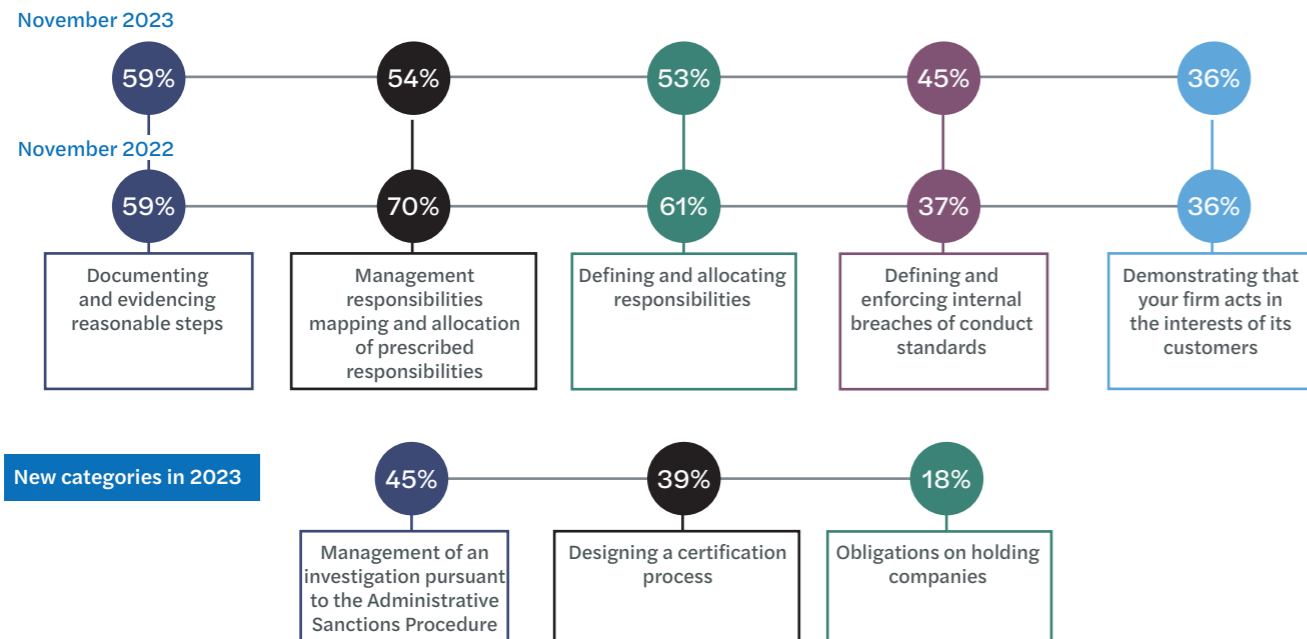 November 2023
59%
54%
53%
45%
36%
November 2022
59%
70%
61%
37%
36%
Documenting
and evidencing
reasonable steps
Management
responsibilities
mapping and allocation
of prescribed
responsibilities
Defining and allocating
responsibilities
Defining and
enforcing internal
breaches of conduct
standards
Demonstrating that
your firm acts in
the interests of its
customers
New categories in 2023
45%
39%
18%
Management of an
investigation pursuant
to the Administrative
Sanctions Procedure
Designing a certification
process
Obligations on holding
companies